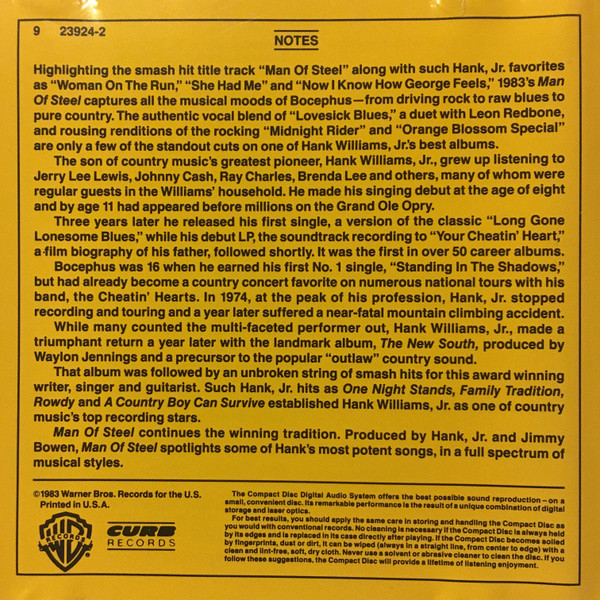 9 23924-2
NOTES
Highlighting the smash hit title track “Man Of Steel” along with such Hank, Jr. favorites
as “Woman On The Run,” “She Had Me” and “Now I Know How George Feels,” 1983’s Man
Of Steel captures all the musical moods of Bocephus—from driving rock to raw blues to
pure country. The authentic vocal blend of “Lovesick Blues,” a duet with Leon Redbone,
and rousing renditions of the rocking “Midnight Rider” and “Orange Blossom Special”
are only a few of the standout cuts on one of Hank Williams, Jr.’s best albums.
The son of country music’s greatest pioneer, Hank Williams, Jr., grew up listening to
Jerry Lee Lewis, Johnny Cash, Ray Charles, Brenda Lee and others, many of whom were
regular guests in the Williams’ household. He made his singing debut at the age of eight
and by age 11 had appeared before millions on the Grand Ole Opry.
Three years later he released his first single, a version of the classic “Long Gone
Lonesome Blues,” while his debut LP, the soundtrack recording to “Your Cheatin’ Heart,”
a film biography of his father, followed shortly. It was the first in over 50 career albums.
Bocephus was 16 when he earned his first No. 1 single, “Standing In The Shadows,”
but had already become a country concert favorite on numerous national tours with his
band, the Cheatin’ Hearts. In 1974, at the peak of his profession, Hank, Jr. stopped
recording and touring and a year later suffered a near-fatal mountain climbing accident.
While many counted the multi-faceted performer out, Hank Williams, Jr., made a
triumphant return a year later with the landmark album, The New South, produced by
Waylon Jennings and a precursor to the popular “outlaw” country sound.
That album was followed by an unbroken string of smash hits for this award winning
writer, singer and guitarist. Such Hank, Jr. hits as One Night Stands, Family Tradition,
Rowdy and A Country Boy Can Survive established Hank Williams, Jr. as one of country
music’s top recording stars.
Man Of Steel continues the winning tradition. Produced by Hank, Jr. and Jimmy
Bowen, Man Of Steel spotlights some of Hank’s most potent songs, in a full spectrum of
musical styles.
©1983 Warner Bros. Records for the U.S.
Printed in U.S.A.
WB
CURB
RECORDS
The Compact Disc Digital Audio System offers the best possible sound reproduction – on a
small, convenient disc. Its remarkable performance is the result of a unique combination of digital
storage and laser optics.
For best results, you should apply the same care in storing and handling the Compact Disc as
you would with conventional records. No cleaning is necessary if the Compact Disc is always held
by its edges and is replaced in its case directly after playing. If the Compact Disc becomes soiled
by fingerprints, dust or dirt, it can be wiped (always in a straight line, from center to edge) with a
clean and lint-free, soft, dry cloth. Never use a solvent or abrasive cleaner to clean the disc. If you
follow these suggestions, the Compact Disc will provide a lifetime of listening enjoyment.